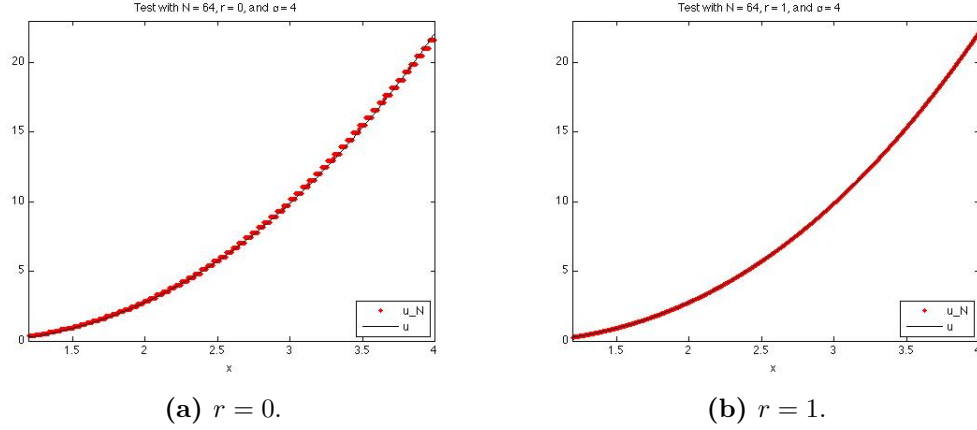 Test with N = 64, r = 0, and ø = 4
20
15
10
5
0
1.5 2 2.5 3 3.5 4
x
u_N
u
(a) r = 0.
Test with N = 64, r = 1, and ø = 4
20
15
10
5
0
1.5 2 2.5 3 3.5 4
x
u_N
u
(b) r = 1.